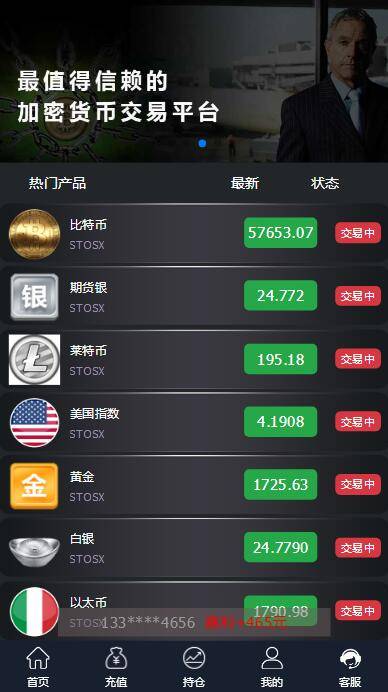 最值得信赖的
加密货币交易平台
热门产品 最新 状态
比特币 57653.07 交易中
STOSX
期货银 24.772 交易中
STOSX
莱特币 195.18 交易中
STOSX
美国指数 4.1908 交易中
STOSX
黄金 1725.63 交易中
STOSX
白银 24.7790 交易中
STOSX
以太币 1790.98 交易中
STOSX
133****4656 赢利+465元
银
金
首页 充值 持仓 我的 客服